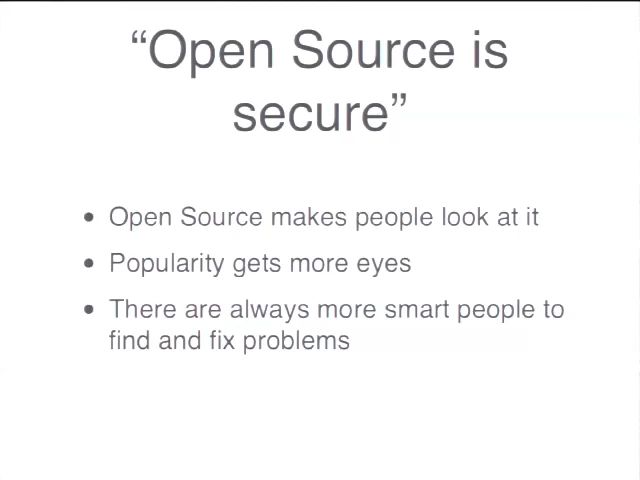 “Open Source is
secure”
• Open Source makes people look at it
• Popularity gets more eyes
• There are always more smart people to
find and fix problems